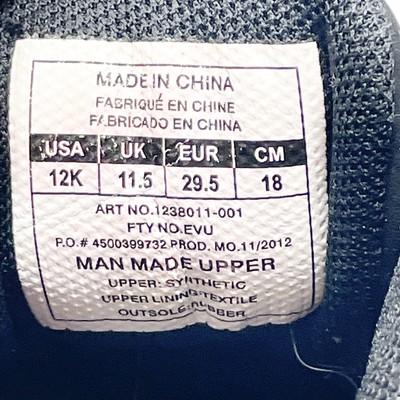 MADE IN CHINA
FABRIQUÉ EN CHINE
FABRICADO EN CHINA
USA UK EUR CM
12K 11.5 29.5 18
ART NO.1238011-001
FTY NO.EVU
P.O.# 4500399732 PROD. MO.11/2012
MAN MADE UPPER
UPPER: SYNTHETIC
UPPER LINING:TEXTILE
OUTSOLE:RUBBER